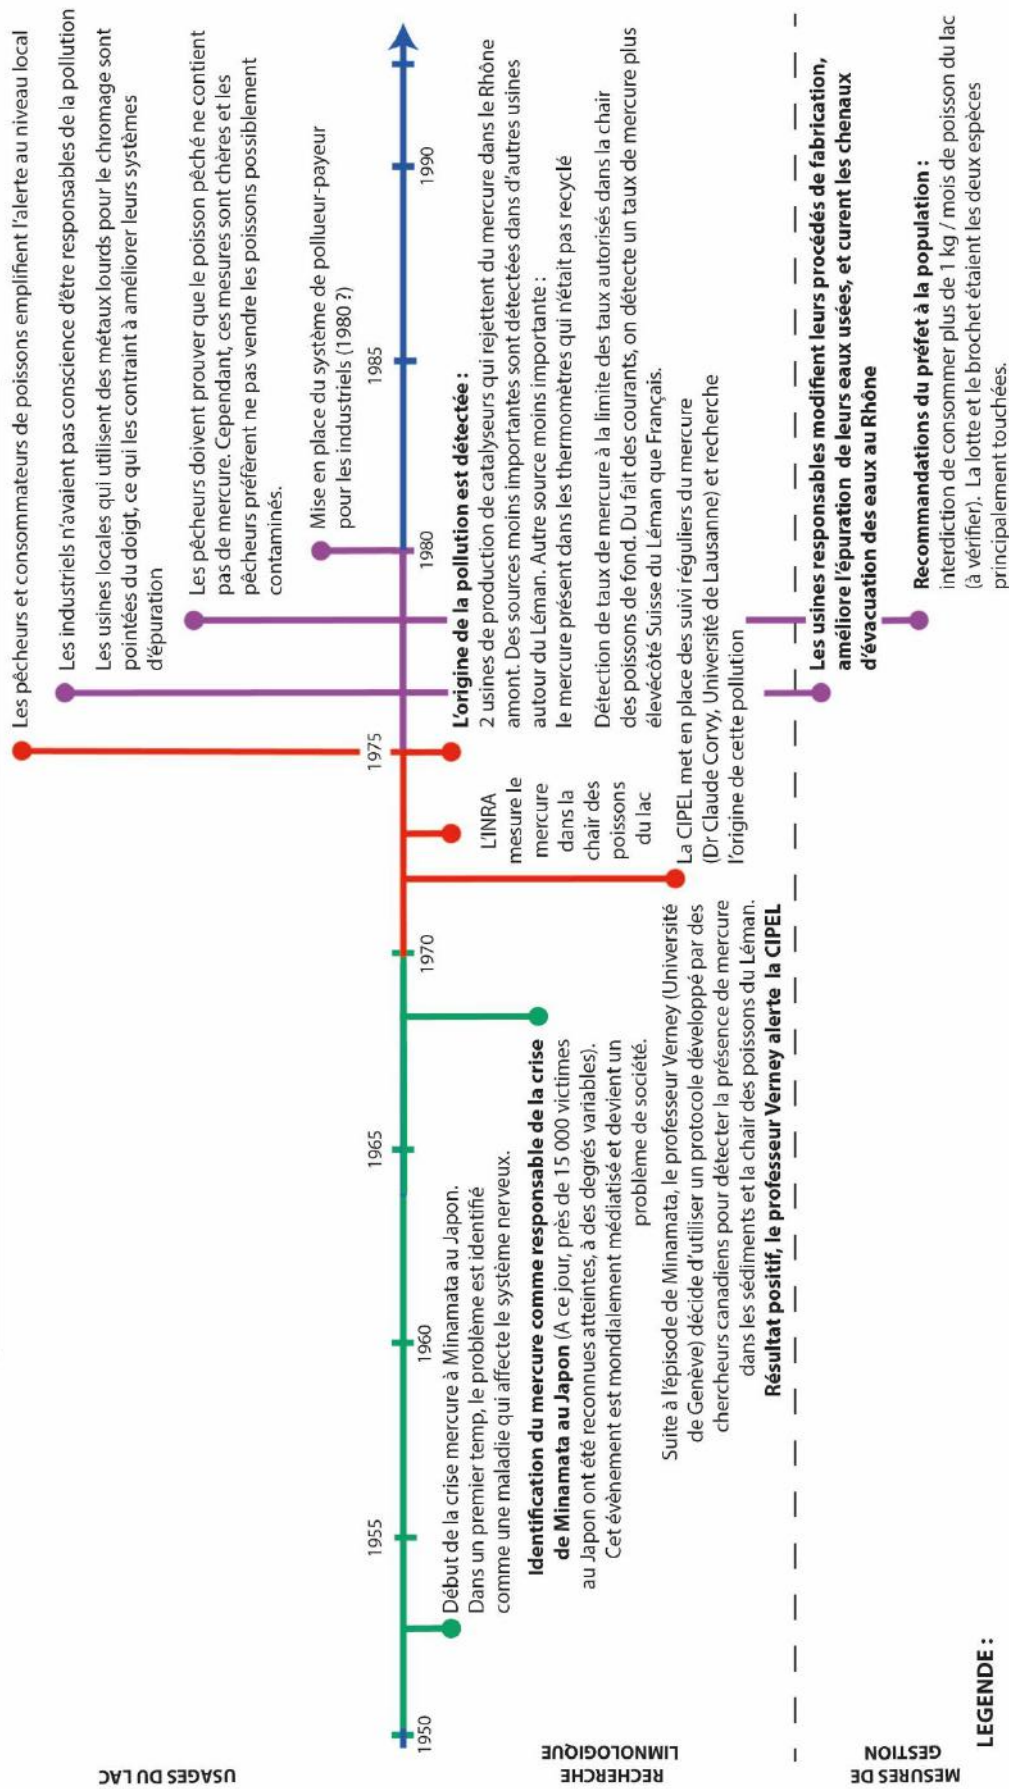 USAGES DU LAC
Les pêcheurs et consommateurs de poissons emplifient l'alerte au niveau local
Les industriels n'avaient pas conscience d'être responsables de la pollution
Les usines locales qui utilisent des métaux lourds pour le chromage sont
pointées du doigt, ce qui les contraint à améliorer leurs systèmes
d'épuration
Les pêcheurs doivent prouver que le poisson pêché ne contient
pas de mercure. Cependant, ces mesures sont chères et les
pêcheurs préfèrent ne pas vendre les poissons possiblement
contaminés.
Mise en place du système de pollueur-payeur
pour les industriels (1980 ?)
1950
1955
1960
1965
1970
1975
1980
1985
1990
RECHERCHE
LIMNOLOGIQUE
Début de la crise mercure à Minamata au Japon.
Dans un premier temp, le problème est identifié
comme une maladie qui affecte le système nerveux.
Identification du mercure comme responsable de la crise
de Minamata au Japon (A ce jour, près de 15 000 victimes
au Japon ont été reconnues atteintes, à des degrés variables).
Cet évènement est mondialement médiatisé et devient un
problème de société.
Suite à l'épisode de Minamata, le professeur Verney (Université
de Genève) décide d'utiliser un protocole développé par des
chercheurs canadiens pour détecter la présence de mercure
dans les sédiments et la chair des poissons du Léman.
Résultat positif, le professeur Verney alerte la CIPEL
L'INRA
mesure le
mercure
dans la
chair des
poissons
du lac
La CIPEL met en place des suivi réguliers du mercure
(Dr Claude Corvy, Université de Lausanne) et recherche
l'origine de cette pollution
L'origine de la pollution est détectée :
2 usines de production de catalyseurs qui rejettent du mercure dans le Rhône
amont. Des sources moins importantes sont détectées dans d'autres usines
autour du Léman. Autre source moins importante :
le mercure présent dans les thermomètres qui n'était pas recyclé
Détection de taux de mercure à la limite des taux autorisés dans la chair
des poissons de fond. Du fait des courants, on détecte un taux de mercure plus
élevécôté Suisse du Léman que Français.
MESURES DE
GESTION
Les usines responsables modifient leurs procédés de fabrication,
améliore l'épuration de leurs eaux usées, et curent les chenaux
d'évacuation des eaux au Rhône
Recommandations du préfet à la population :
interdiction de consommer plus de 1 kg / mois de poisson du lac
(à vérifier). La lotte et le brochet étaient les deux espèces
principalement touchées.
LEGENDE :